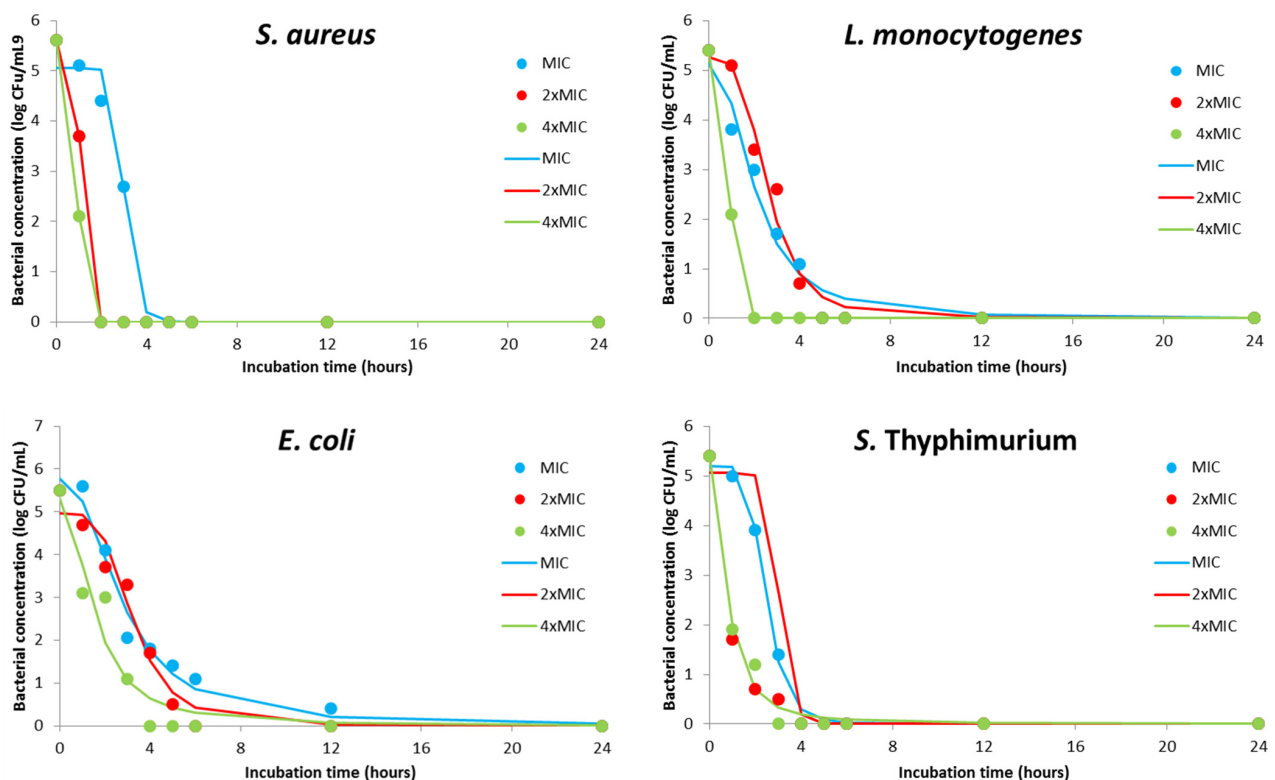 S. aureus
Bacterial concentration (log CFU/mL9
6
5
4
3
2
1
0
MIC
2xMIC
4xMIC
MIC
2xMIC
4xMIC
0 4 8 12 16 20 24
Incubation time (hours)
L. monocytogenes
Bacterial concentration (log CFU/mL)
6
5
4
3
2
1
0
MIC
2xMIC
4xMIC
MIC
2xMIC
4xMIC
0 4 8 12 16 20 24
Incubation time (hours)
E. coli
Bacterial concentration (log CFU/mL)
7
6
5
4
3
2
1
0
MIC
2xMIC
4xMIC
MIC
2xMIC
4xMIC
0 4 8 12 16 20 24
Incubation time (hours)
S. Thyphimurium
Bacterial concentration (log CFU/mL)
6
5
4
3
2
1
0
MIC
2xMIC
4xMIC
MIC
2xMIC
4xMIC
0 4 8 12 16 20 24
Incubation time (hours)